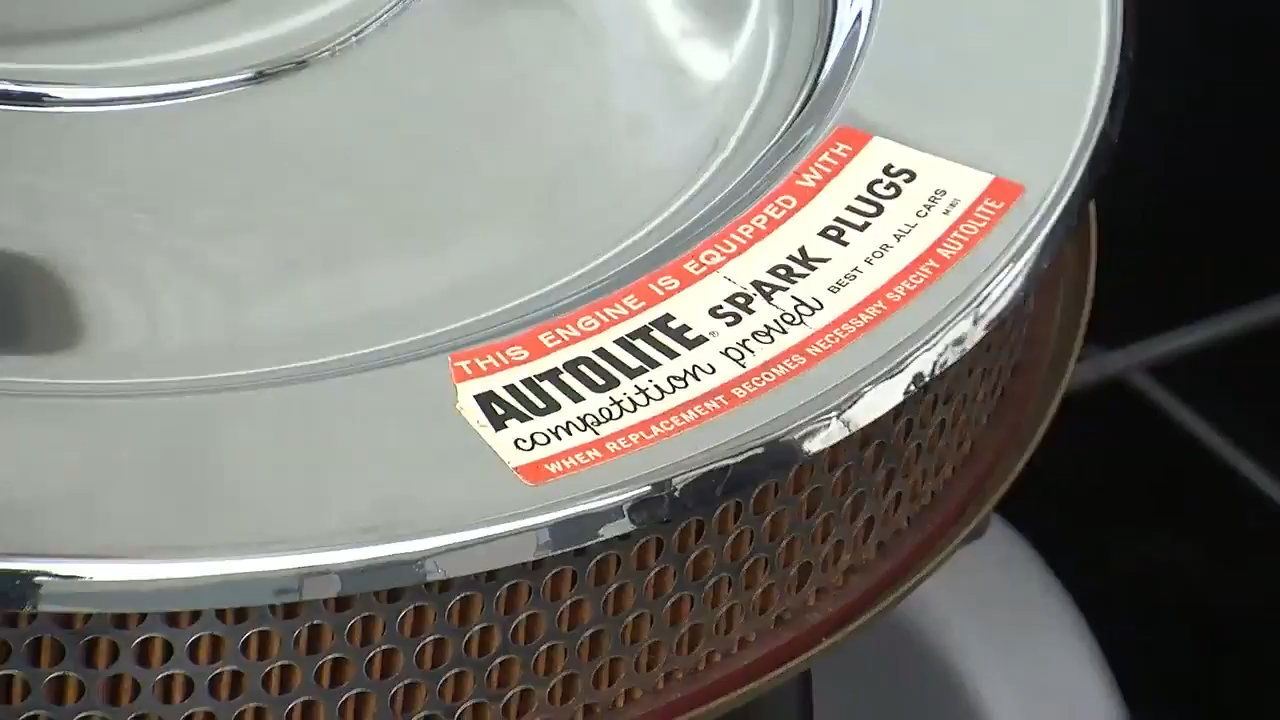 THIS ENGINE IS EQUIPPED WITH
AUTOLITE® SPARK PLUGS
competition proved BEST FOR ALL CARS
WHEN REPLACEMENT BECOMES NECESSARY SPECIFY AUTOLITE